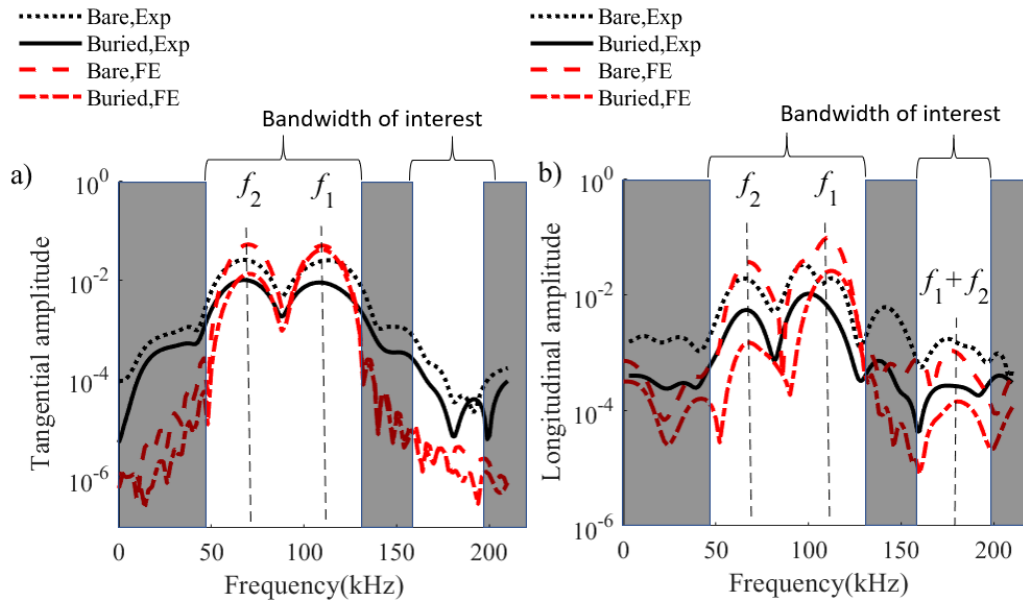 Bare,Exp
Buried,Exp
Bare,FE
Buried,FE
Bandwidth of interest
a)
f2
f1
10^0
10^-2
10^-4
10^-6
Tangential amplitude
0 50 100 150 200
Frequency(kHz)
Bare,Exp
Buried,Exp
Bare,FE
Buried,FE
Bandwidth of interest
b)
f2
f1
f1+f2
10^0
10^-2
10^-4
10^-6
Longitudinal amplitude
0 50 100 150 200
Frequency(kHz)